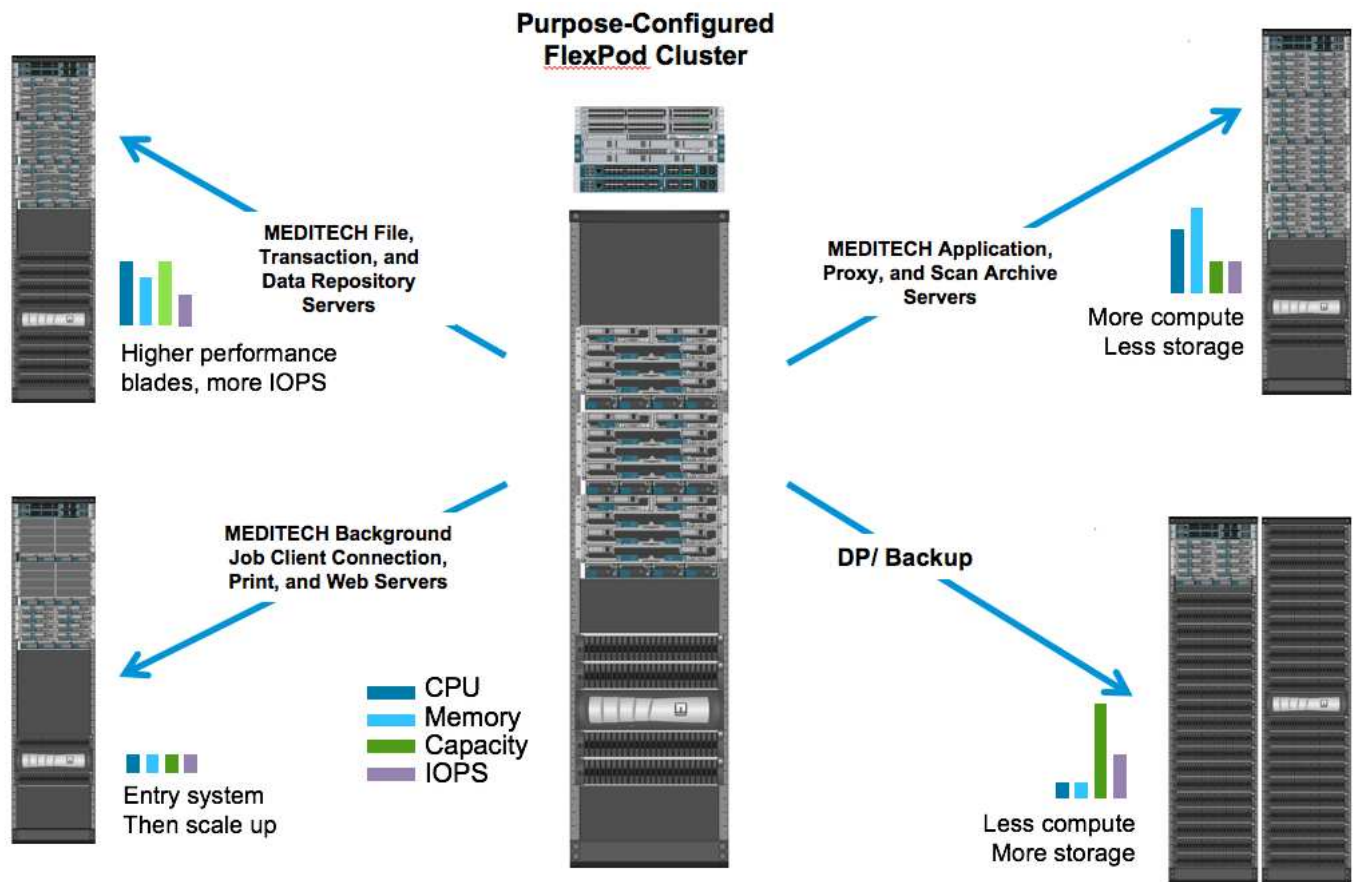 Purpose-Configured
FlexPod Cluster
MEDITECH File,
Transaction, and
Data Repository
Servers
Higher performance
blades, more IOPS
MEDITECH Application,
Proxy, and Scan Archive
Servers
More compute
Less storage
MEDITECH Background
Job Client Connection,
Print, and Web Servers
Entry system
Then scale up
CPU
Memory
Capacity
IOPS
DP/ Backup
Less compute
More storage